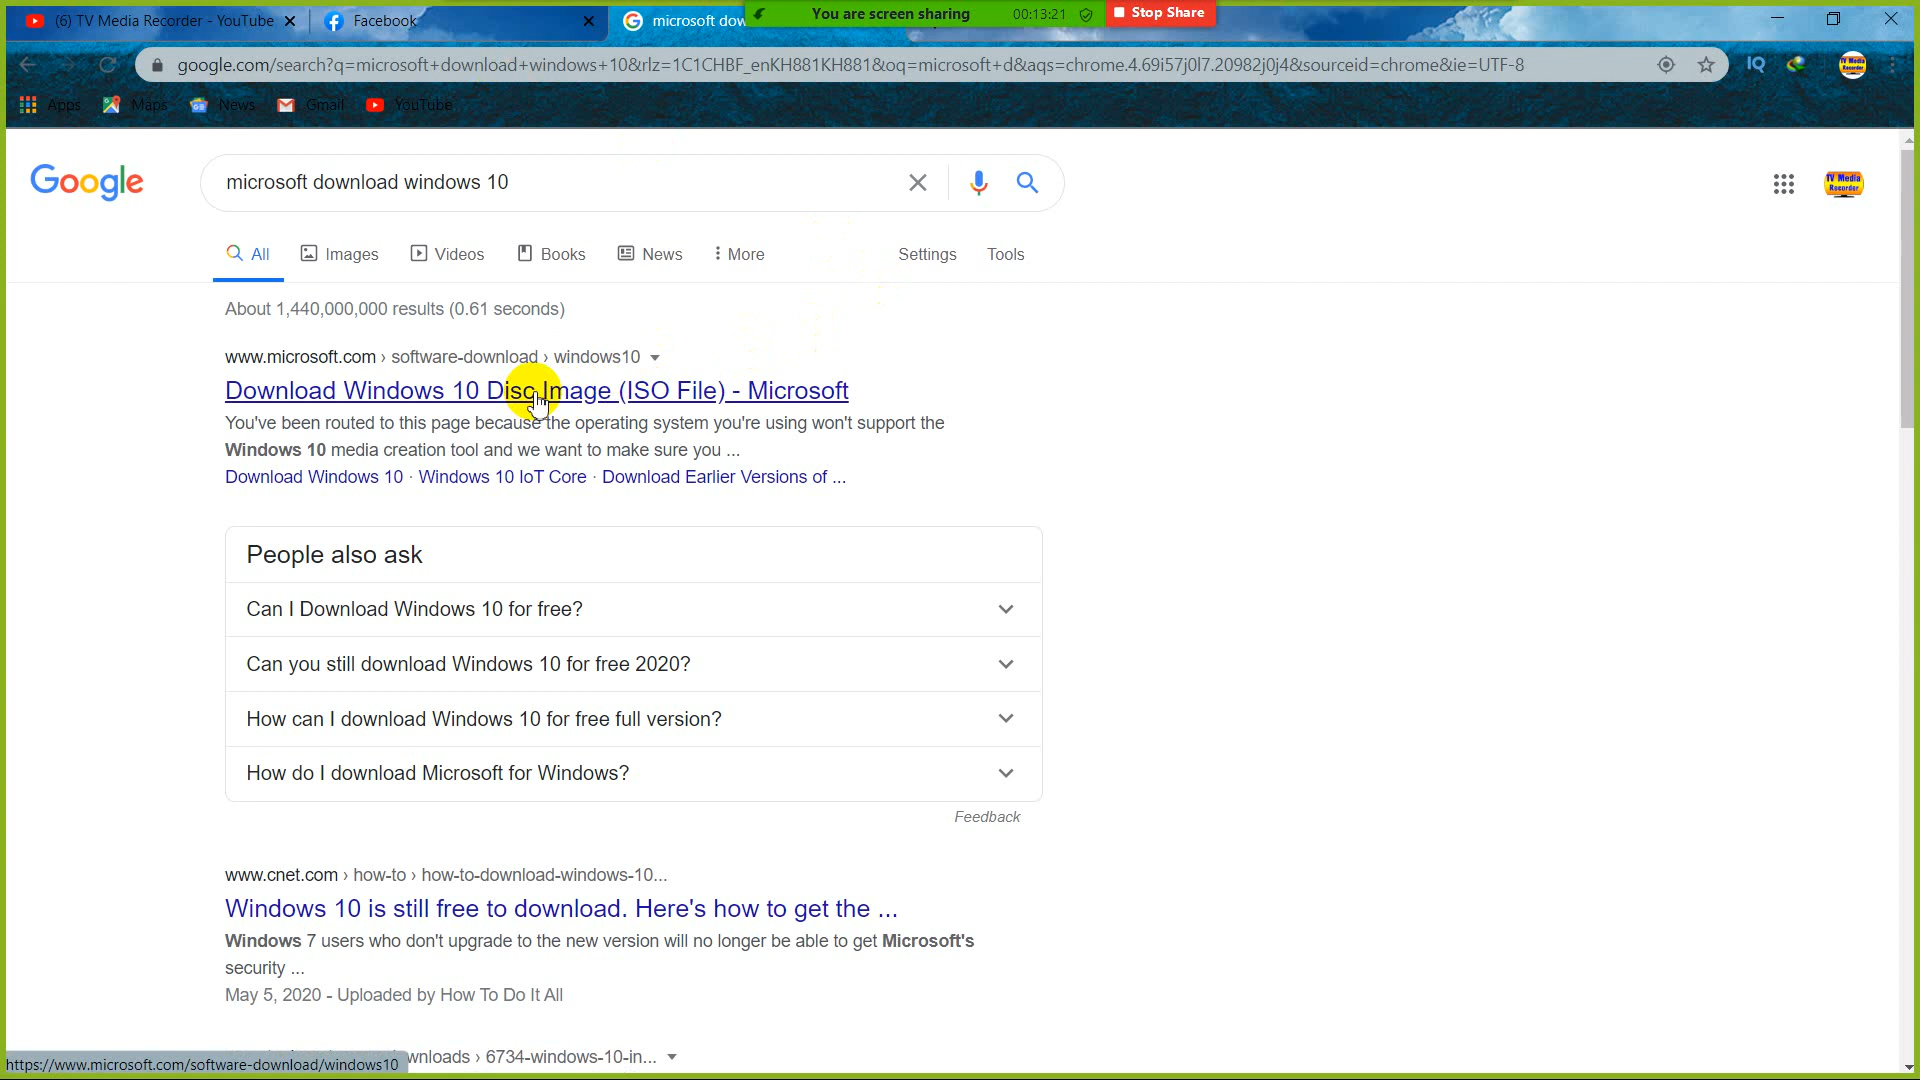 (6) TV Media Recorder - YouTube
Facebook
microsoft dow
You are screen sharing
00:13:21
Stop Share
google.com/search?q=microsoft+download+windows+10&rlz=1C1CHBF_enKH881KH881&oq=microsoft+d&aqs=chrome.4.69i57j0l7.20982j0j4&sourceid=chrome&ie=UTF-8
IQ
TV Media
Recorder
Apps
Maps
News
Gmail
YouTube
Google
microsoft download windows 10
TV Media
Recorder
All
Images
Videos
Books
News
More
Settings
Tools
About 1,440,000,000 results (0.61 seconds)
www.microsoft.com › software-download › windows10
Download Windows 10 Disc Image (ISO File) - Microsoft
You've been routed to this page because the operating system you're using won't support the
Windows 10 media creation tool and we want to make sure you ...
Download Windows 10 · Windows 10 IoT Core · Download Earlier Versions of ...
People also ask
Can I Download Windows 10 for free?
Can you still download Windows 10 for free 2020?
How can I download Windows 10 for free full version?
How do I download Microsoft for Windows?
Feedback
www.cnet.com › how-to › how-to-download-windows-10...
Windows 10 is still free to download. Here's how to get the ...
Windows 7 users who don't upgrade to the new version will no longer be able to get Microsoft's
security ...
May 5, 2020 - Uploaded by How To Do It All
wnloads › 6734-windows-10-in...
https://www.microsoft.com/software-download/windows10